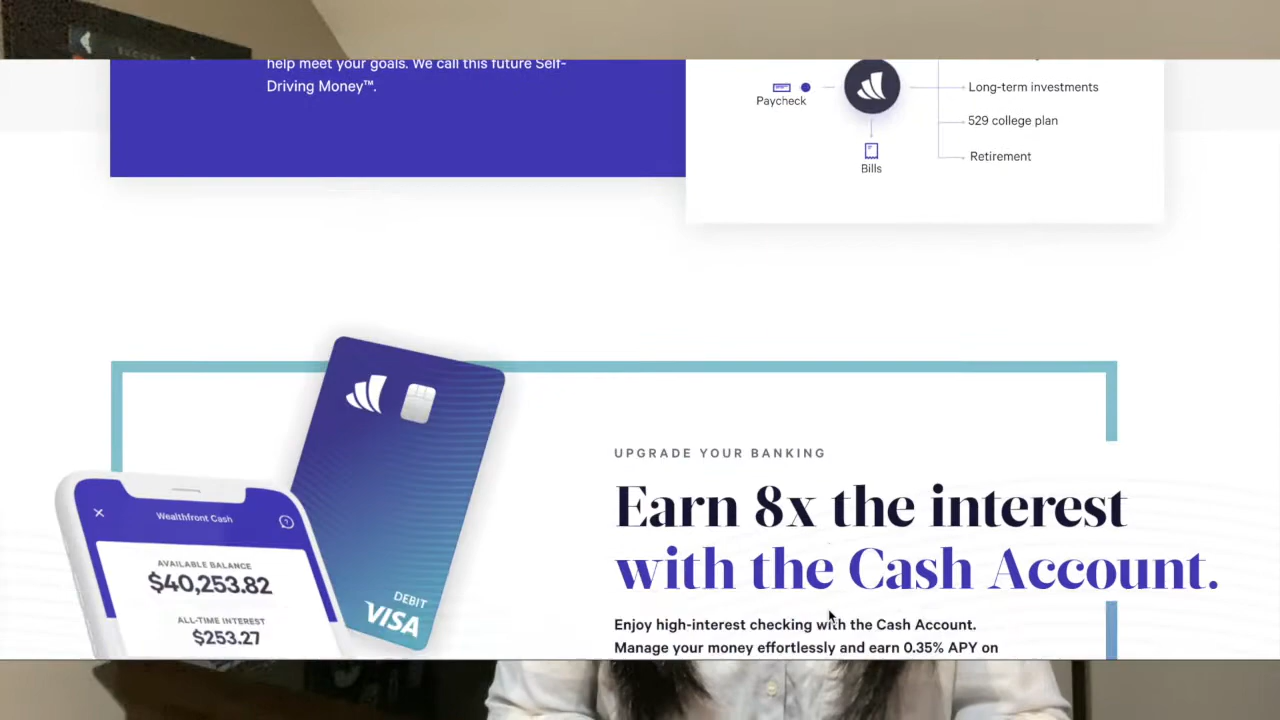 help meet your goals. We call this future Self-
Driving Money™.
Paycheck
Long-term investments
529 college plan
Retirement
Bills
UPGRADE YOUR BANKING
Earn 8x the interest
with the Cash Account.
Enjoy high-interest checking with the Cash Account.
Manage your money effortlessly and earn 0.35% APY on
Wealthfront Cash
AVAILABLE BALANCE
$40,253.82
ALL-TIME INTEREST
$253.27
DEBIT
VISA